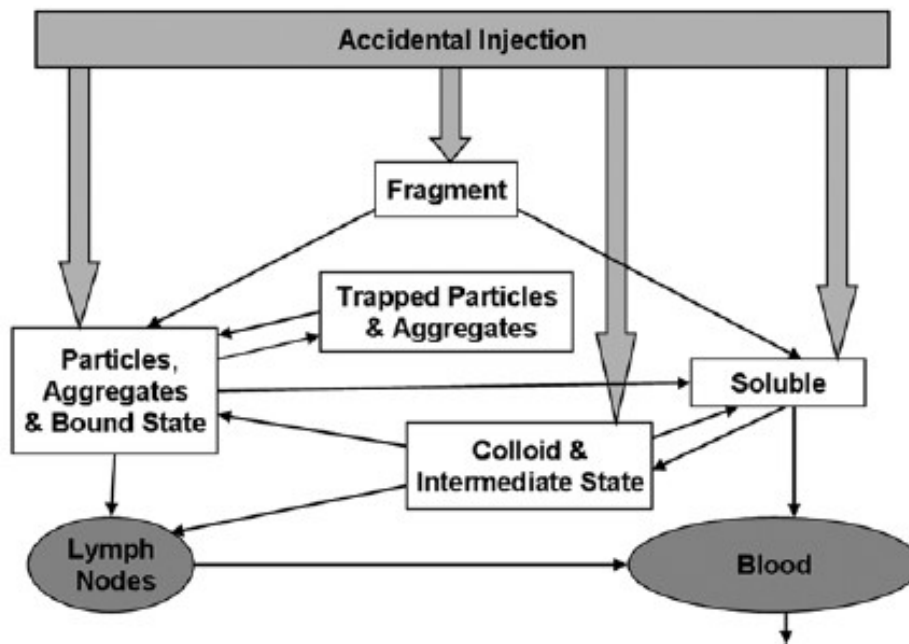 Accidental Injection
Fragment
Trapped Particles
& Aggregates
Particles,
Aggregates
& Bound State
Soluble
Colloid &
Intermediate State
Lymph
Nodes
Blood